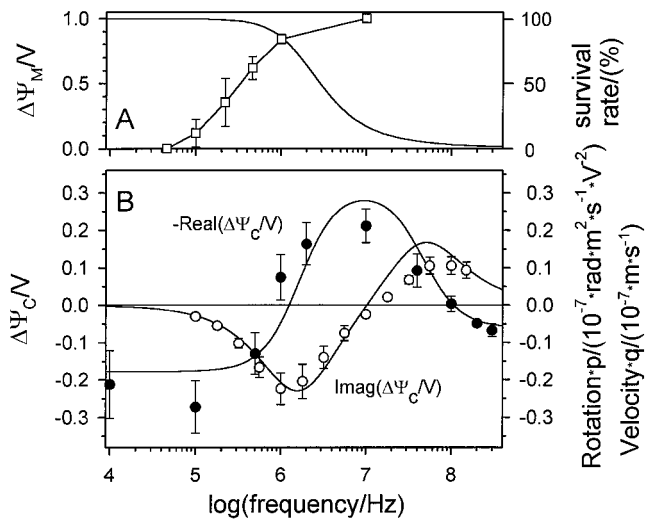 ΔΨM/V
1.0
0.5
0.0
A
100
50
0
survival
rate/(%)
ΔΨC/V
0.3
0.2
0.1
0.0
-0.1
-0.2
-0.3
B
-Real(ΔΨC/V)
Imag(ΔΨC/V)
0.3
0.2
0.1
0.0
-0.1
-0.2
-0.3
Rotation*p/(10⁻⁷*rad*m²*s⁻¹*V⁻²)
Velocity*q/(10⁻⁷*m*s⁻¹)
4 5 6 7 8
log(frequency/Hz)